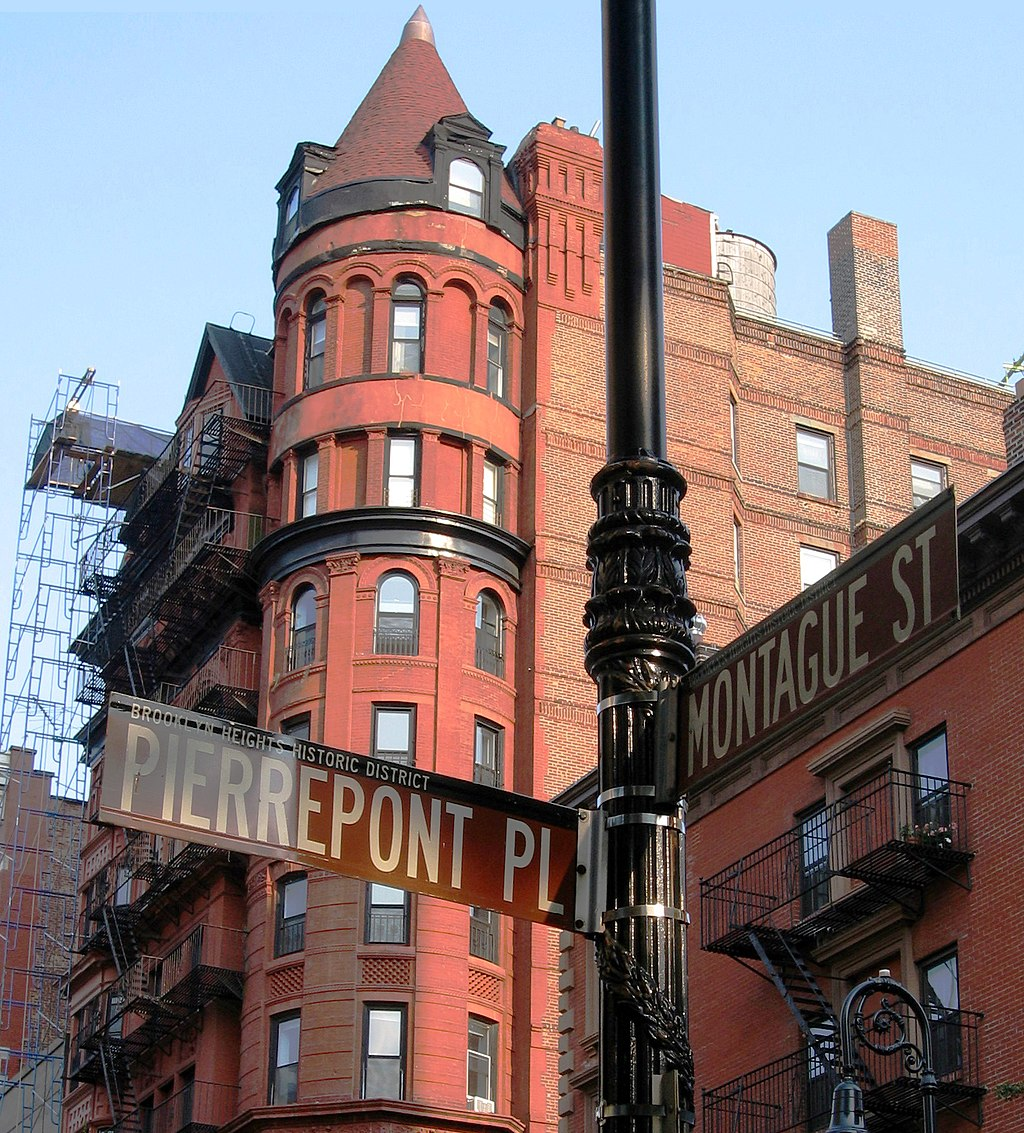 BROOKLYN HEIGHTS HISTORIC DISTRICT
PIERREPONT PL
MONTAGUE ST